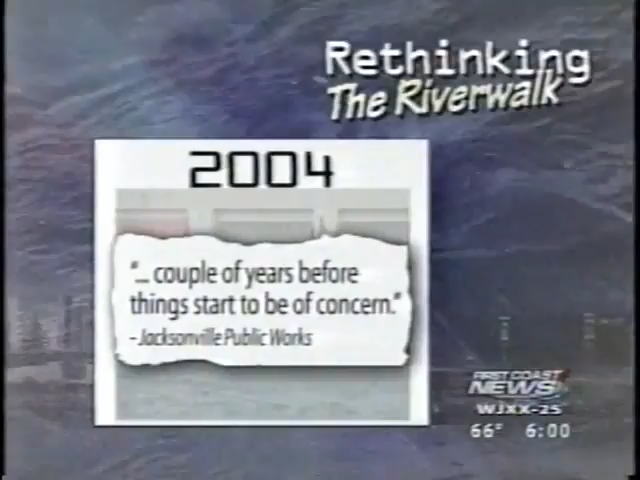 Rethinking
The Riverwalk
2004
"... couple of years before
things start to be of concern."
- Jacksonville Public Works
FIRST COAST
NEWS
WJXX-25
66° 6:00